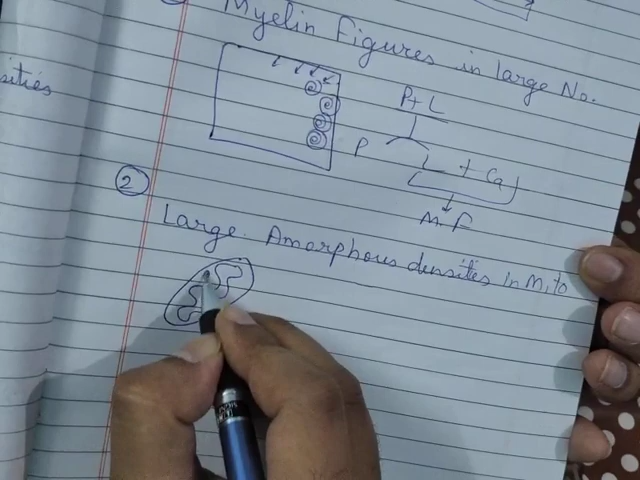 Myelin Figures in large No.
P+L
P
L + Ca
M.F
sities
②
Large Amorphous densities in Mito